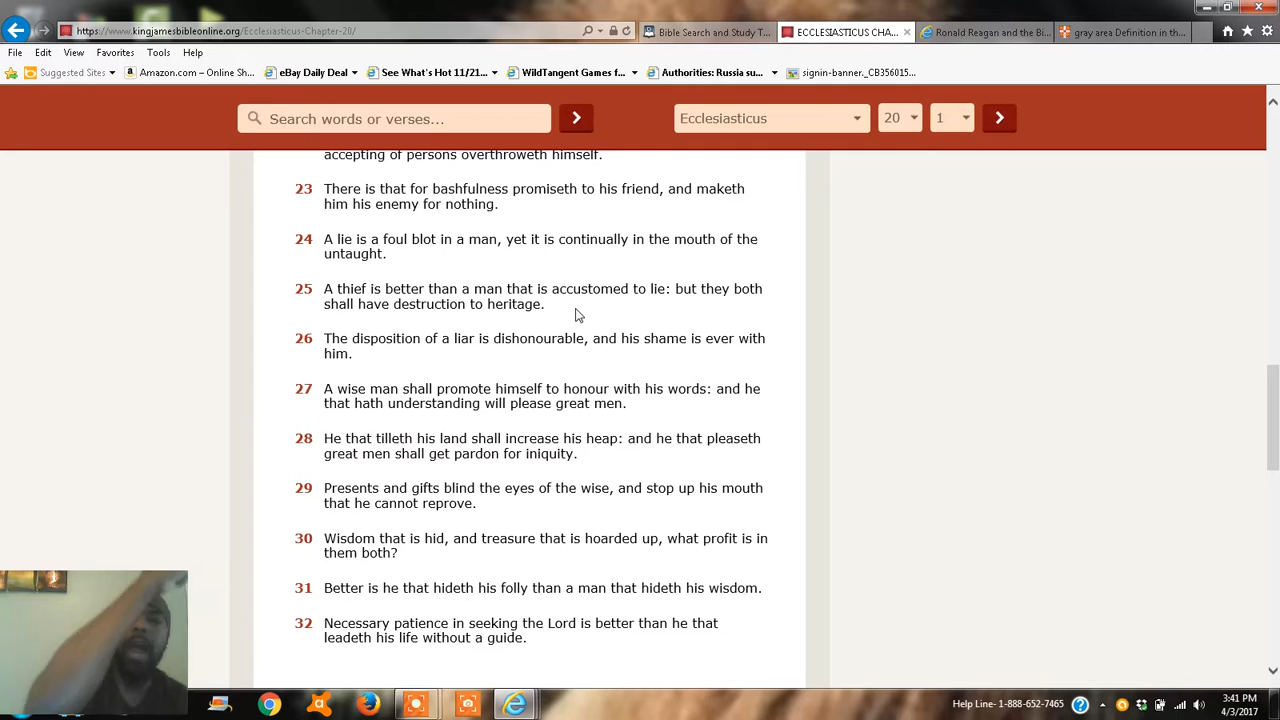 https://www.kingjamesbibleonline.org/Ecclesiasticus-Chapter-20/
Bible Search and Study T...
ECCLESIASTICUS CHA...
Ronald Reagan and the Bi...
gray area Definition in th...
File Edit View Favorites Tools Help
Suggested Sites
Amazon.com – Online Sh...
eBay Daily Deal
See What's Hot 11/21...
WildTangent Games f...
Authorities: Russia su...
signin-banner._CB356015...
Search words or verses...
Ecclesiasticus 20 1
accepting of persons overthroweth himself.
23 There is that for bashfulness promiseth to his friend, and maketh
him his enemy for nothing.
24 A lie is a foul blot in a man, yet it is continually in the mouth of the
untaught.
25 A thief is better than a man that is accustomed to lie: but they both
shall have destruction to heritage.
26 The disposition of a liar is dishonourable, and his shame is ever with
him.
27 A wise man shall promote himself to honour with his words: and he
that hath understanding will please great men.
28 He that tilleth his land shall increase his heap: and he that pleaseth
great men shall get pardon for iniquity.
29 Presents and gifts blind the eyes of the wise, and stop up his mouth
that he cannot reprove.
30 Wisdom that is hid, and treasure that is hoarded up, what profit is in
them both?
31 Better is he that hideth his folly than a man that hideth his wisdom.
32 Necessary patience in seeking the Lord is better than he that
leadeth his life without a guide.
Help Line- 1-888-652-7465
3:41 PM
4/3/2017